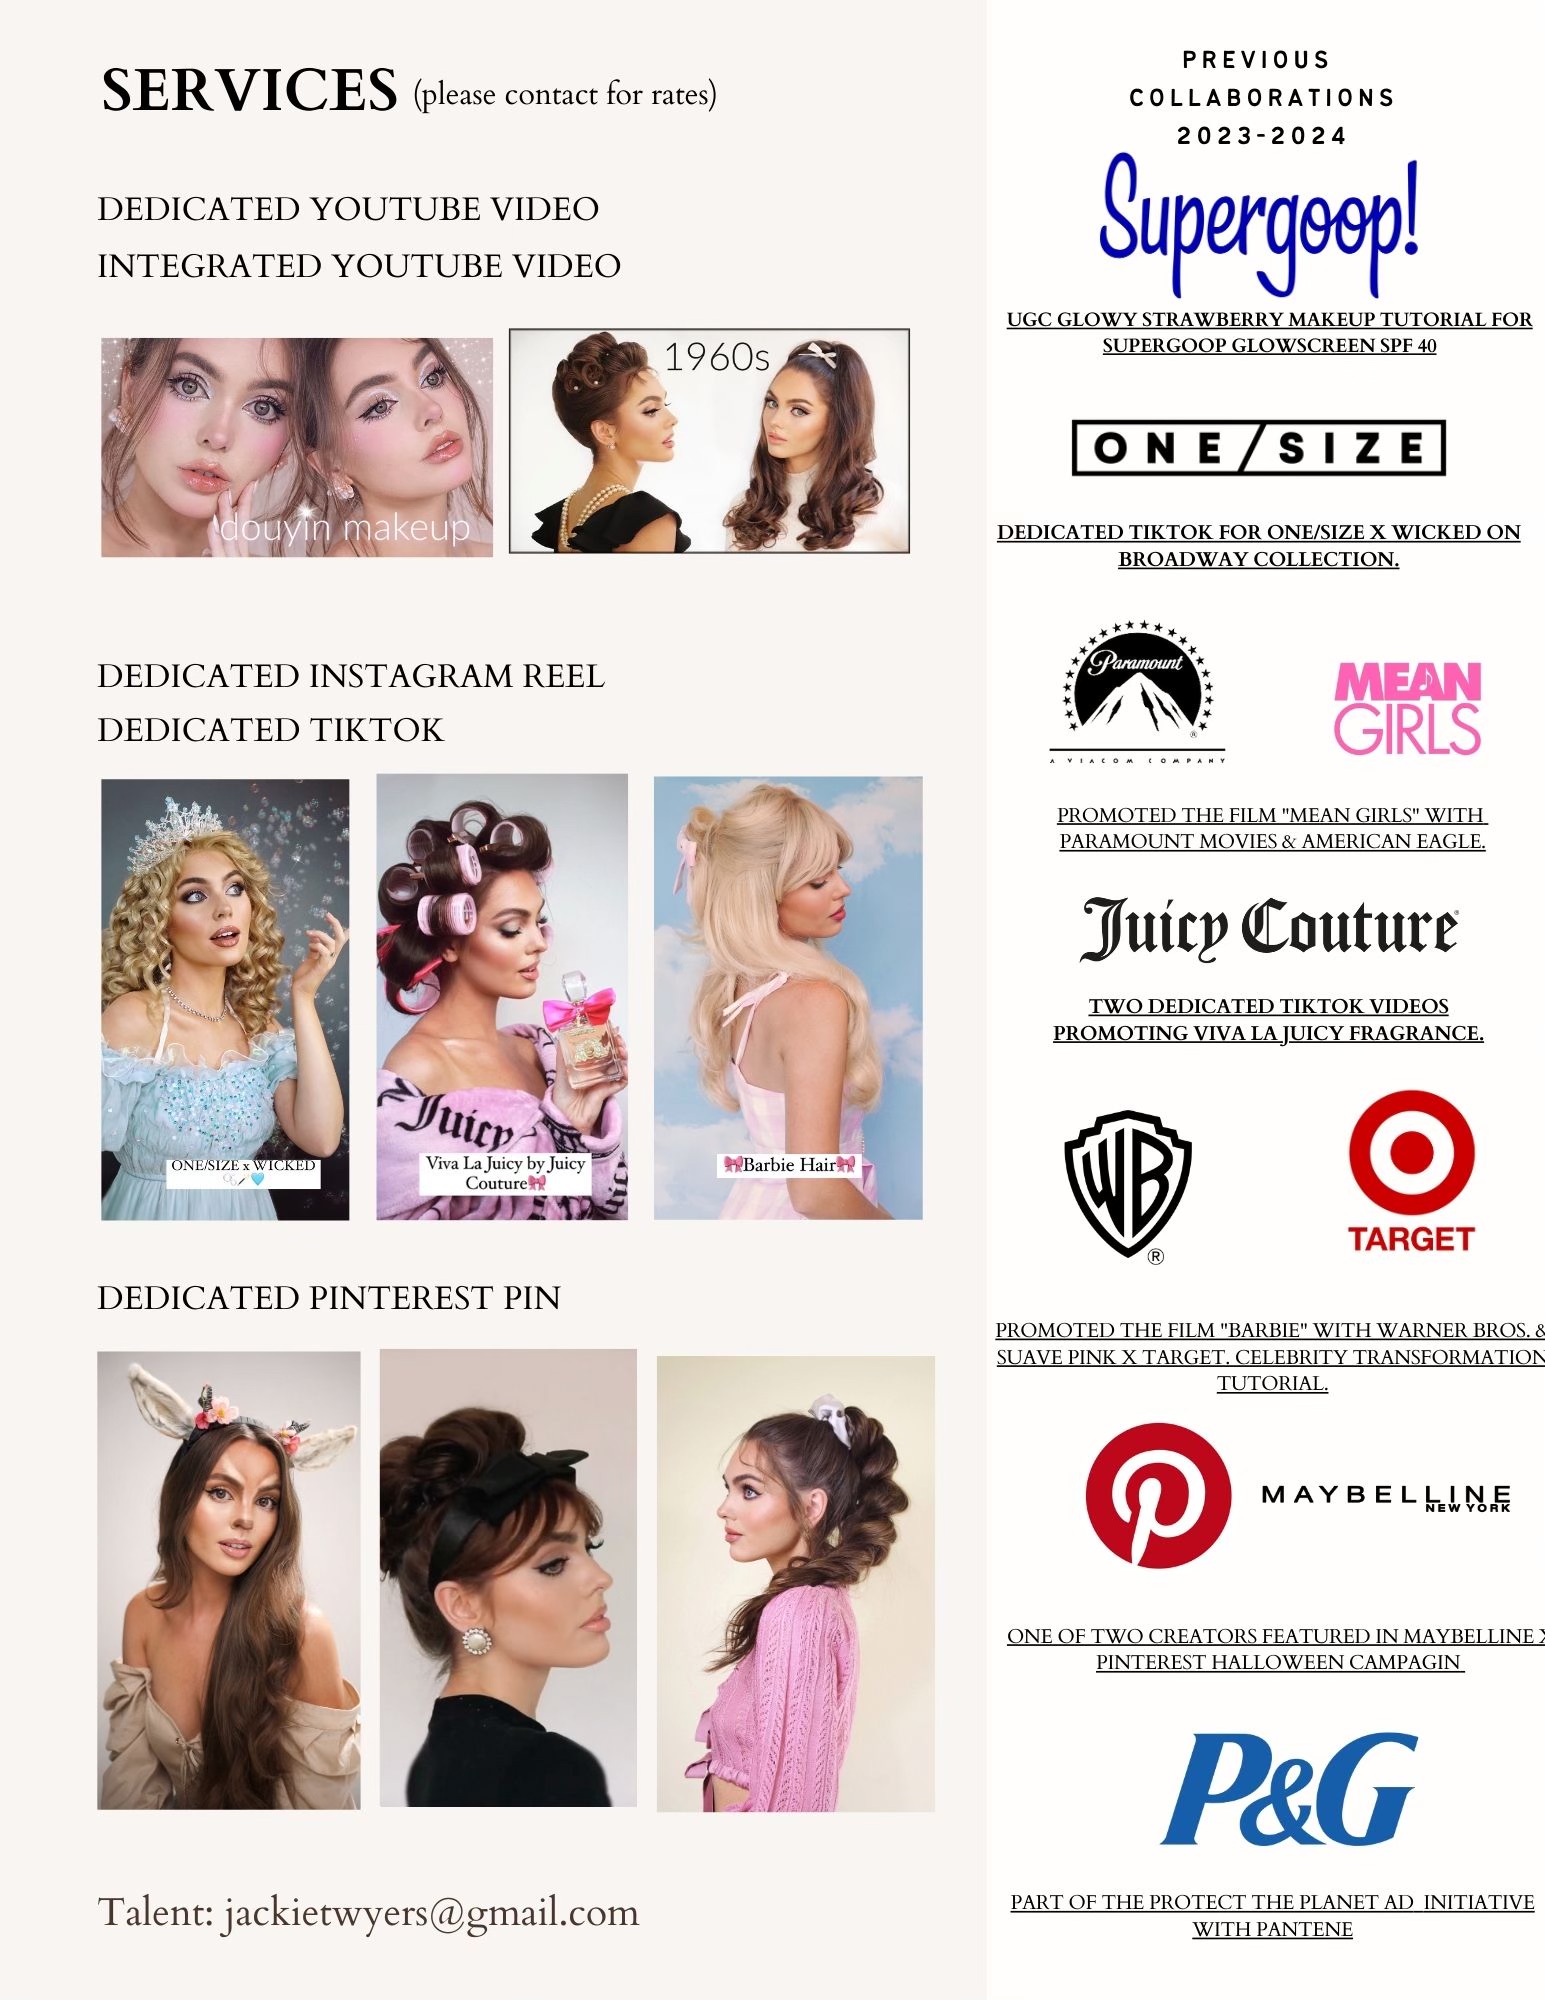 SERVICES (please contact for rates)
DEDICATED YOUTUBE VIDEO
INTEGRATED YOUTUBE VIDEO
douyin makeup
1960s
DEDICATED INSTAGRAM REEL
DEDICATED TIKTOK
ONE/SIZE x WICKED
🫧🪄🩵
Juicy
Viva La Juicy by Juicy
Couture🎀
🎀Barbie Hair🎀
DEDICATED PINTEREST PIN
Talent: jackietwyers@gmail.com
PREVIOUS
COLLABORATIONS
2023-2024
Supergoop!
UGC GLOWY STRAWBERRY MAKEUP TUTORIAL FOR
SUPERGOOP GLOWSCREEN SPF 40
ONE/SIZE
DEDICATED TIKTOK FOR ONE/SIZE X WICKED ON
BROADWAY COLLECTION.
Paramount
®
A VIACOM COMPANY
MEAN
GIRLS
PROMOTED THE FILM "MEAN GIRLS" WITH
PARAMOUNT MOVIES & AMERICAN EAGLE.
Juicy Couture®
TWO DEDICATED TIKTOK VIDEOS
PROMOTING VIVA LA JUICY FRAGRANCE.
WB
®
TARGET
PROMOTED THE FILM "BARBIE" WITH WARNER BROS. &
SUAVE PINK X TARGET. CELEBRITY TRANSFORMATION
TUTORIAL.
MAYBELLINE
NEW YORK
ONE OF TWO CREATORS FEATURED IN MAYBELLINE X
PINTEREST HALLOWEEN CAMPAGIN
P&G
PART OF THE PROTECT THE PLANET AD INITIATIVE
WITH PANTENE